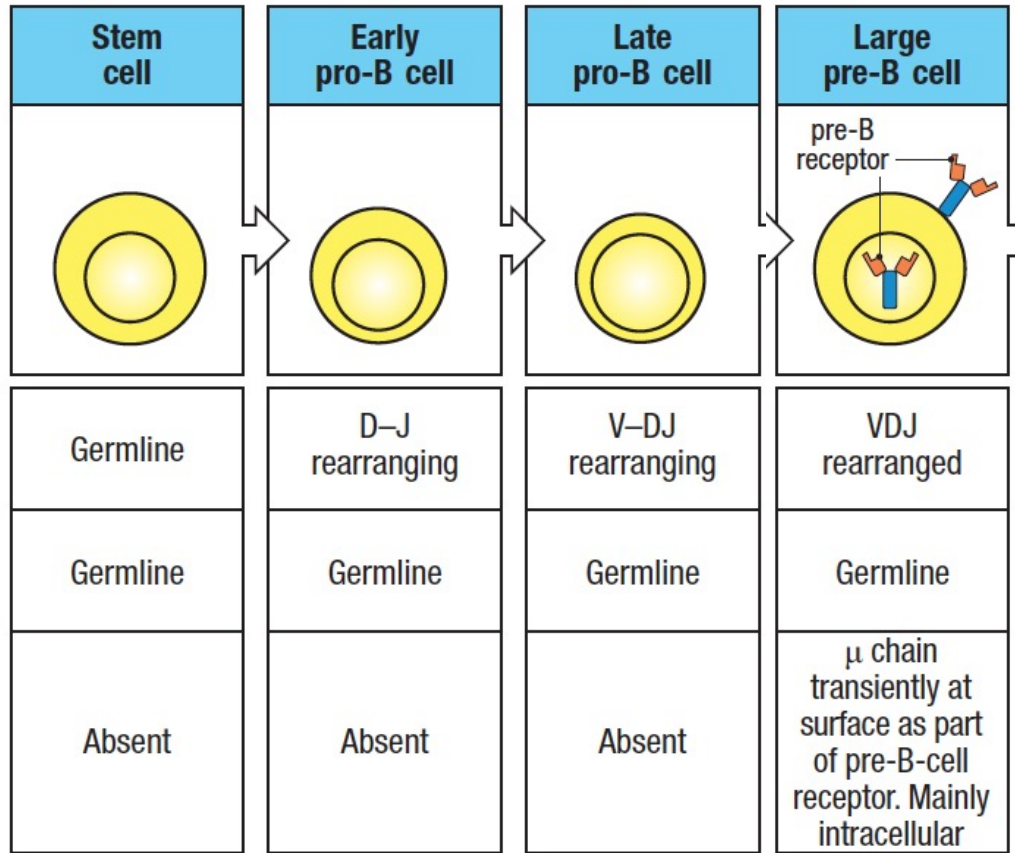 Stem
cell
Early
pro-B cell
Late
pro-B cell
Large
pre-B cell
pre-B
receptor
Germline
D–J
rearranging
V–DJ
rearranging
VDJ
rearranged
Germline
Germline
Germline
Germline
Absent
Absent
Absent
μ chain
transiently at
surface as part
of pre-B-cell
receptor. Mainly
intracellular